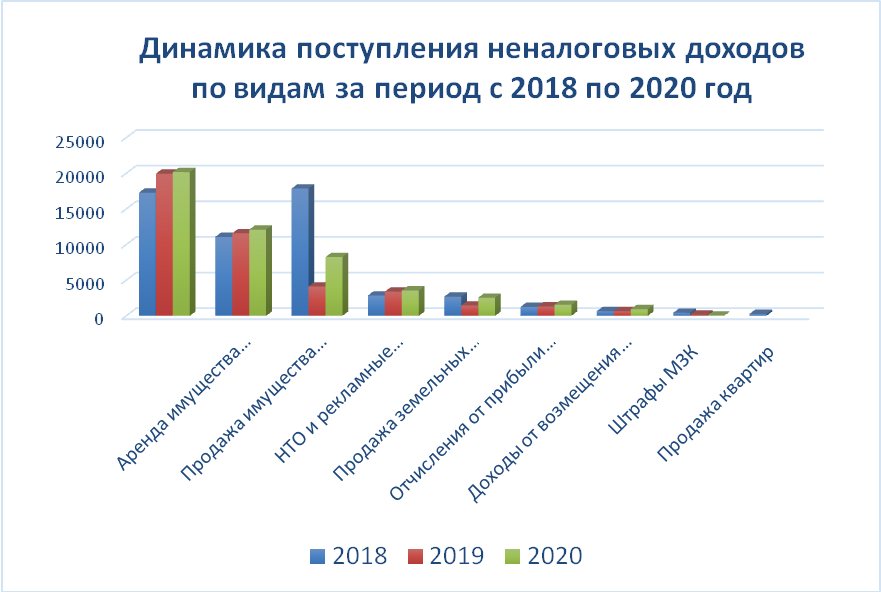 Динамика поступления неналоговых доходов
по видам за период с 2018 по 2020 год
25000
20000
15000
10000
5000
0
Аренда имущества...
Продажа имущества...
НТО и рекламные...
Продажа земельных...
Отчисления от прибыли...
Доходы от возмещения...
Штрафы МЗК
Продажа квартир
2018 2019 2020